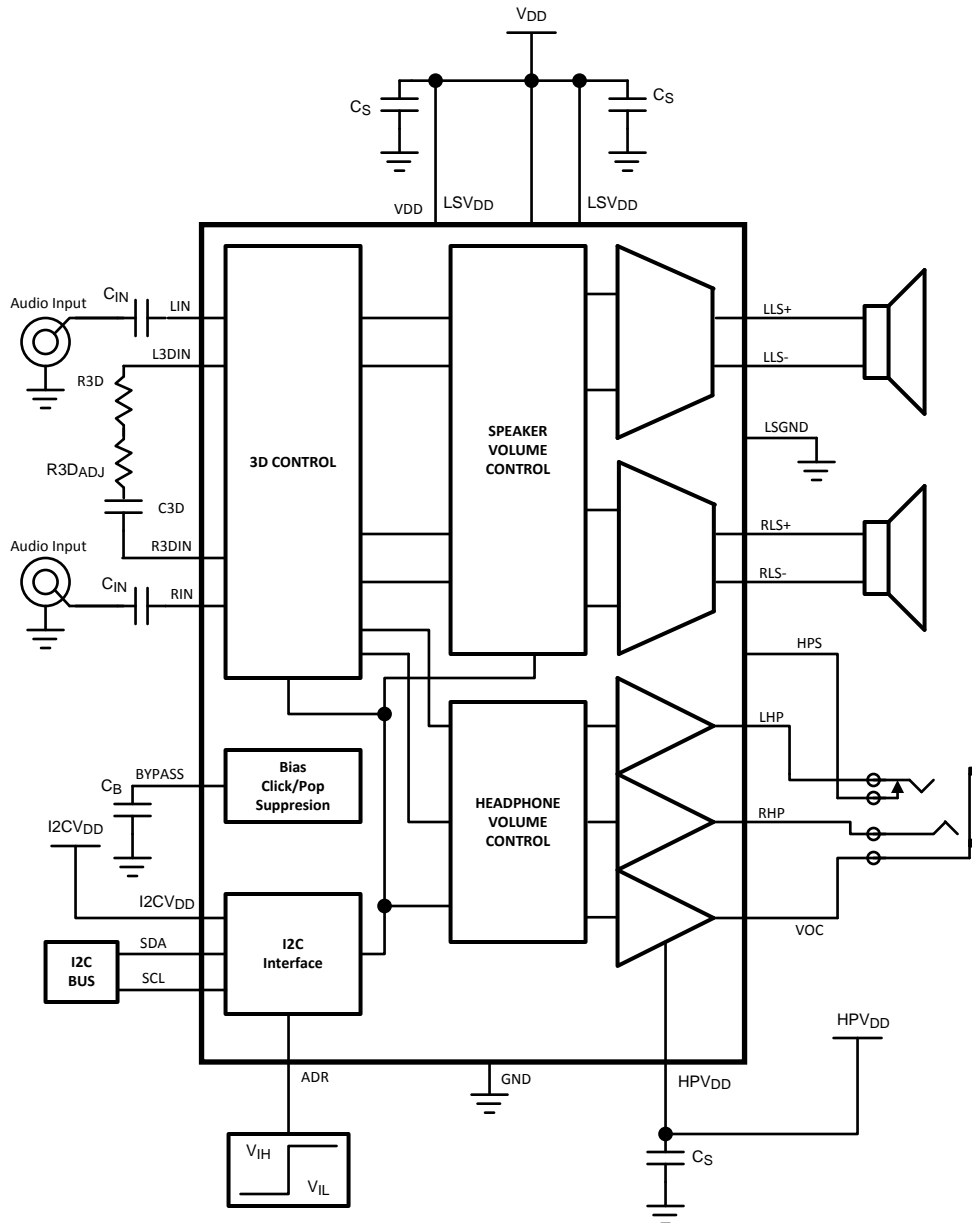 VDD
CS
CS
VDD
LSVDD
LSVDD
Audio Input
CIN
LIN
L3DIN
R3D
R3DADJ
C3D
R3DIN
Audio Input
CIN
RIN
3D CONTROL
SPEAKER
VOLUME
CONTROL
LLS+
LLS-
LSGND
RLS+
RLS-
HPS
LHP
RHP
VOC
BYPASS
CB
Bias
Click/Pop
Suppresion
HEADPHONE
VOLUME
CONTROL
I2CVDD
I2CVDD
SDA
SCL
I2C
BUS
I2C
Interface
ADR
GND
HPVDD
HPVDD
CS
VIH
VIL